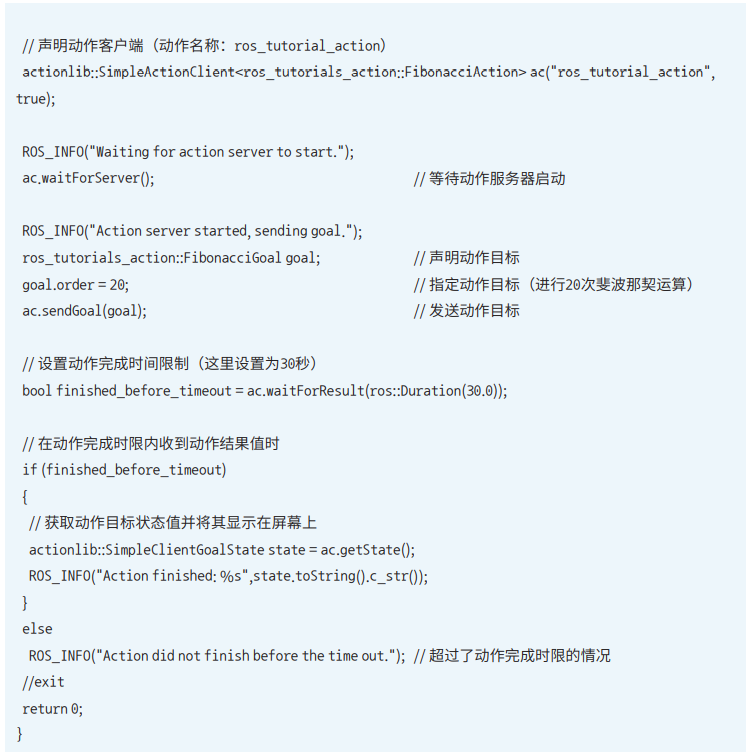 // 声明动作客户端（动作名称：ros_tutorial_action）
actionlib::SimpleActionClient<ros_tutorials_action::FibonacciAction> ac("ros_tutorial_action",
true);
ROS_INFO("Waiting for action server to start.");
ac.waitForServer(); // 等待动作服务器启动
ROS_INFO("Action server started, sending goal.");
ros_tutorials_action::FibonacciGoal goal; // 声明动作目标
goal.order = 20; // 指定动作目标（进行20次斐波那契运算）
ac.sendGoal(goal); // 发送动作目标
// 设置动作完成时间限制（这里设置为30秒）
bool finished_before_timeout = ac.waitForResult(ros::Duration(30.0));
// 在动作完成时限内收到动作结果值时
if (finished_before_timeout)
{
// 获取动作目标状态值并将其显示在屏幕上
actionlib::SimpleClientGoalState state = ac.getState();
ROS_INFO("Action finished: %s",state.toString().c_str());
}
else
ROS_INFO("Action did not finish before the time out."); // 超过了动作完成时限的情况
//exit
return 0;
}